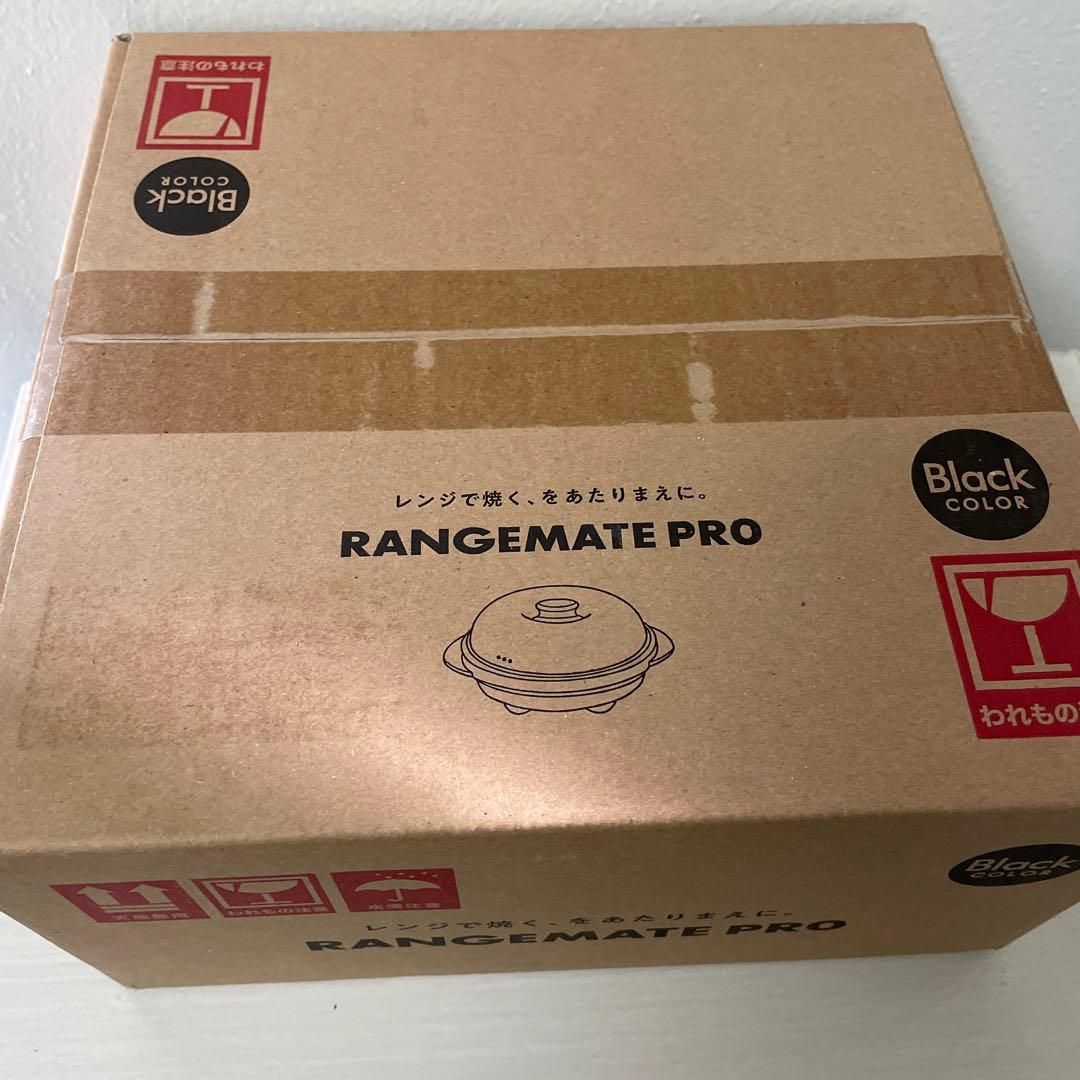 われもの注意
Black
COLOR
レンジで焼く、をあたりまえに。
RANGEMATE PRO
Black
COLOR
われもの
Black
COLOR
天地無用
われもの注意
水濡注意
レンジで焼く、をあたりまえに。
RANGEMATE PRO